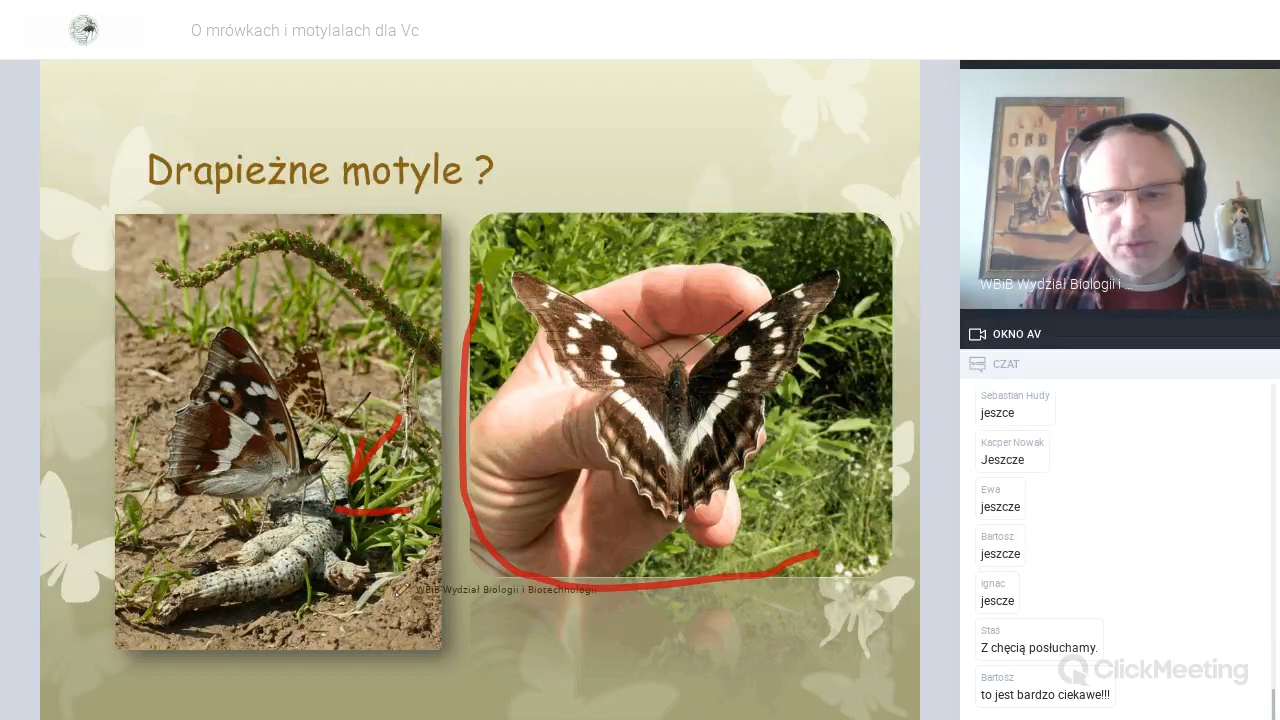 O mrówkach i motylalach dla Vc
Drapieżne motyle ?
WBiB Wydział Biologii i Biotechnologii
WBiB Wydział Biologii i ...
OKNO AV
CZAT
Sebastian Hudy
jeszce
Kacper Nowak
Jeszcze
Ewa
jeszcze
Bartosz
jeszcze
ignac
jescze
Staś
Z chęcią posłuchamy.
Bartosz
to jest bardzo ciekawe!!!
ClickMeeting